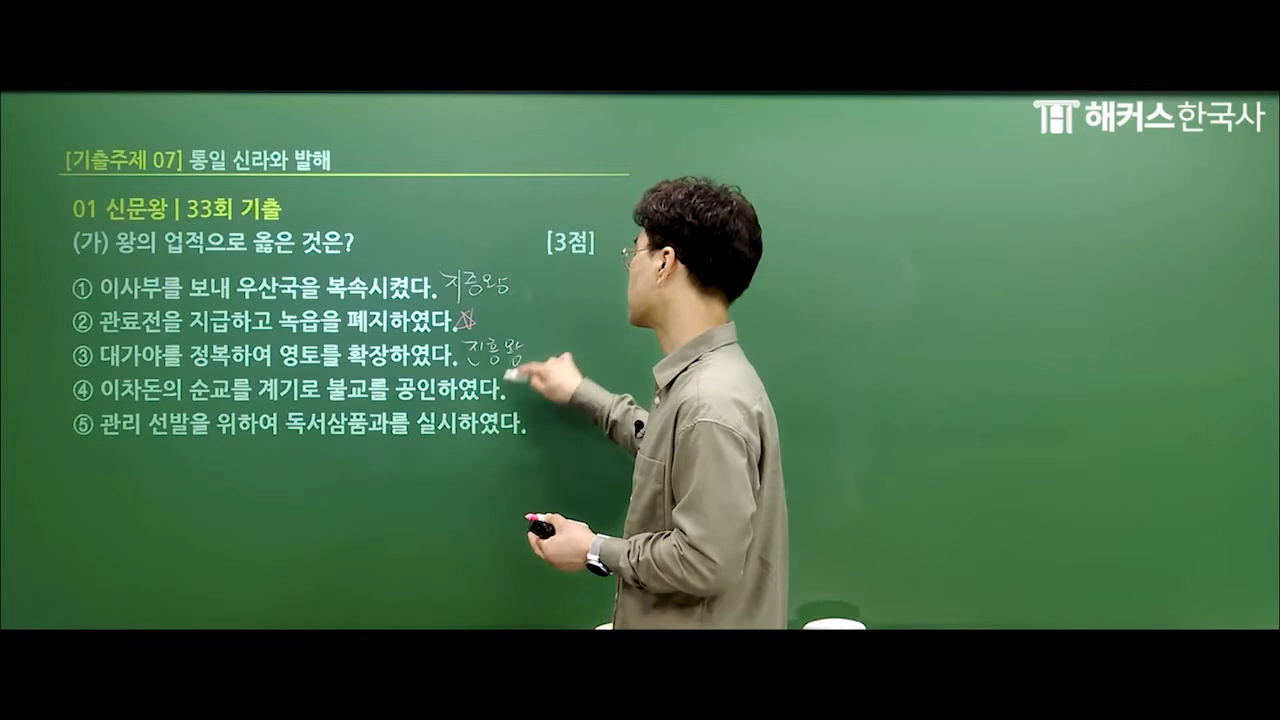 해커스한국사
[기출주제 07] 통일 신라와 발해
01 신문왕 | 33회 기출
(가) 왕의 업적으로 옳은 것은? [3점]
① 이사부를 보내 우산국을 복속시켰다. 지증왕
② 관료전을 지급하고 녹읍을 폐지하였다.
③ 대가야를 정복하여 영토를 확장하였다. 진흥왕
④ 이차돈의 순교를 계기로 불교를 공인하였다.
⑤ 관리 선발을 위하여 독서삼품과를 실시하였다.